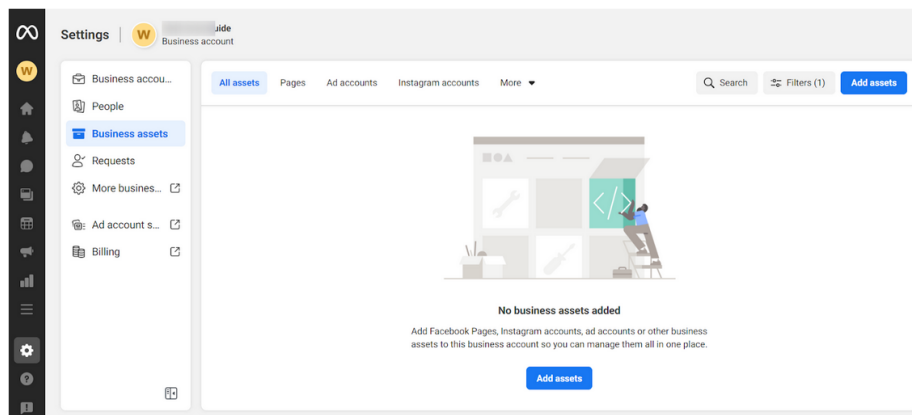 Settings
W
uide
Business account
W
Business accou...
People
Business assets
Requests
More busines...
Ad account s...
Billing
All assets
Pages
Ad accounts
Instagram accounts
More
Search
Filters (1)
Add assets
</>
No business assets added
Add Facebook Pages, Instagram accounts, ad accounts or other business
assets to this business account so you can manage them all in one place.
Add assets